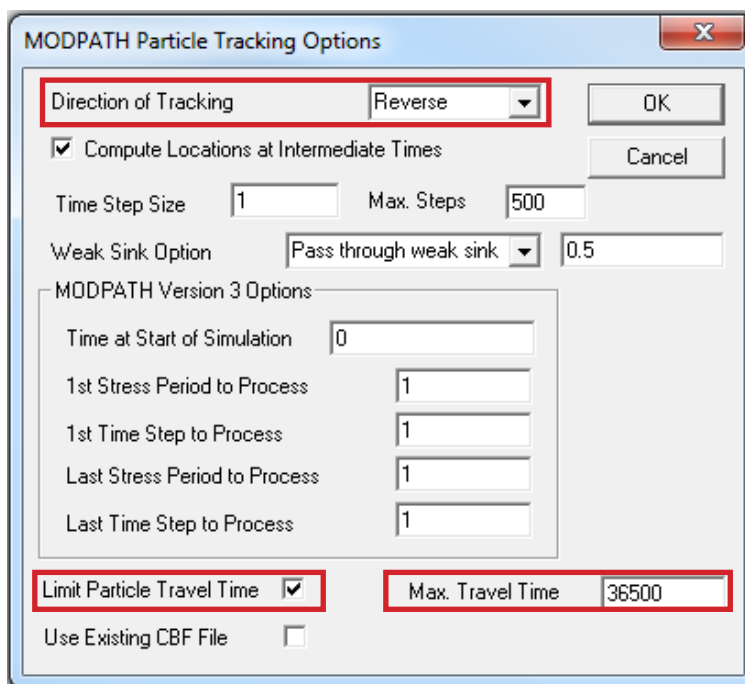 MODPATH Particle Tracking Options
Direction of Tracking Reverse OK
Compute Locations at Intermediate Times
Cancel
Time Step Size 1 Max. Steps 500
Weak Sink Option Pass through weak sink 0.5
MODPATH Version 3 Options
Time at Start of Simulation 0
1st Stress Period to Process 1
1st Time Step to Process 1
Last Stress Period to Process 1
Last Time Step to Process 1
Limit Particle Travel Time Max. Travel Time 36500
Use Existing CBF File